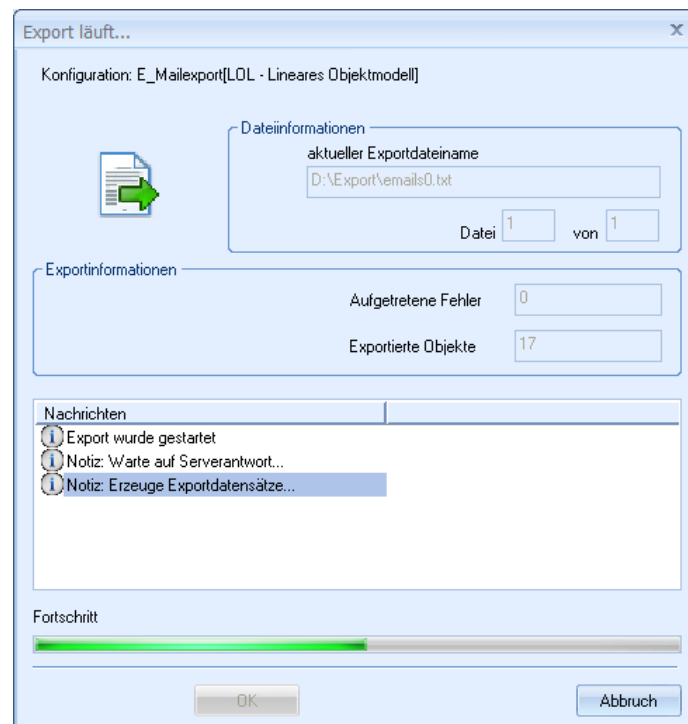 Export läuft...
Konfiguration: E_Mailexport[LOL - Lineares Objektmodell]
Dateiinformationen
aktueller Exportdateiname
D:\Export\emails0.txt
Datei 1 von 1
Exportinformationen
Aufgetretene Fehler 0
Exportierte Objekte 17
Nachrichten
Export wurde gestartet
Notiz: Warte auf Serverantwort...
Notiz: Erzeuge Exportdatensätze...
Fortschritt
OK Abbruch